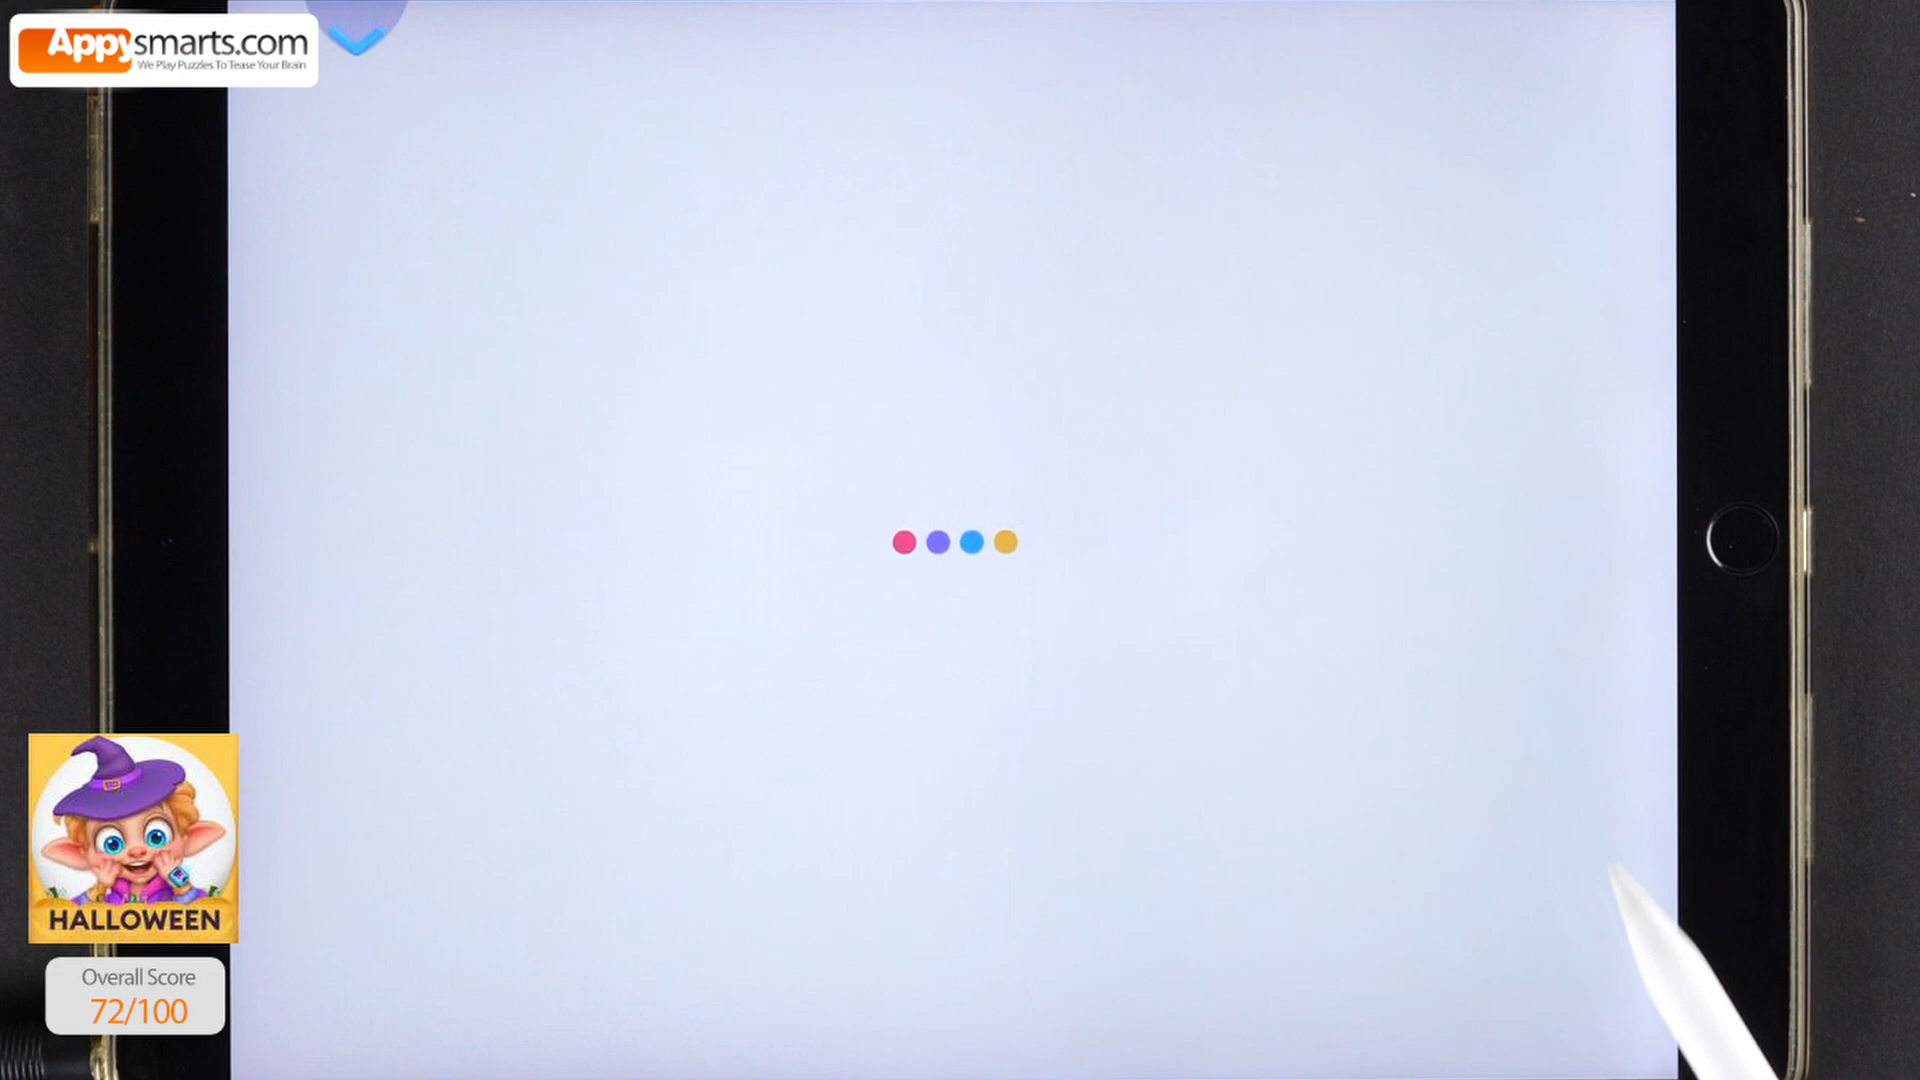 Appysmarts.com
We Play Puzzles To Tease Your Brain
HALLOWEEN
Overall Score
72/100